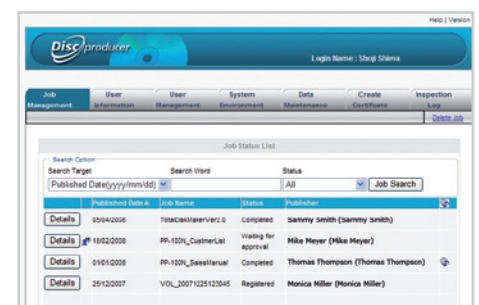 Help | Version
Disc producer
Login Name : Shoji Shima
Job Management User Information User Management System Environment Data Maintenance Create Certificate Inspection Log
Delete Job
Job Status List
Search Option
Search Target Search Word Status
Published Date(yyyy/mm/dd) All Job Search
Published Date Job Name Status Publisher
Details 05/04/2008 TotalDiskMakerVer2.0 Completed Sammy Smith (Sammy Smith)
Details 18/02/2008 PP-100N_CustmerList Waiting for approval Mike Meyer (Mike Meyer)
Details 01/01/2008 PP-100N_SalesManual Completed Thomas Thompson (Thomas Thompson)
Details 25/12/2007 VOL_20071225123045 Registered Monica Miller (Monica Miller)